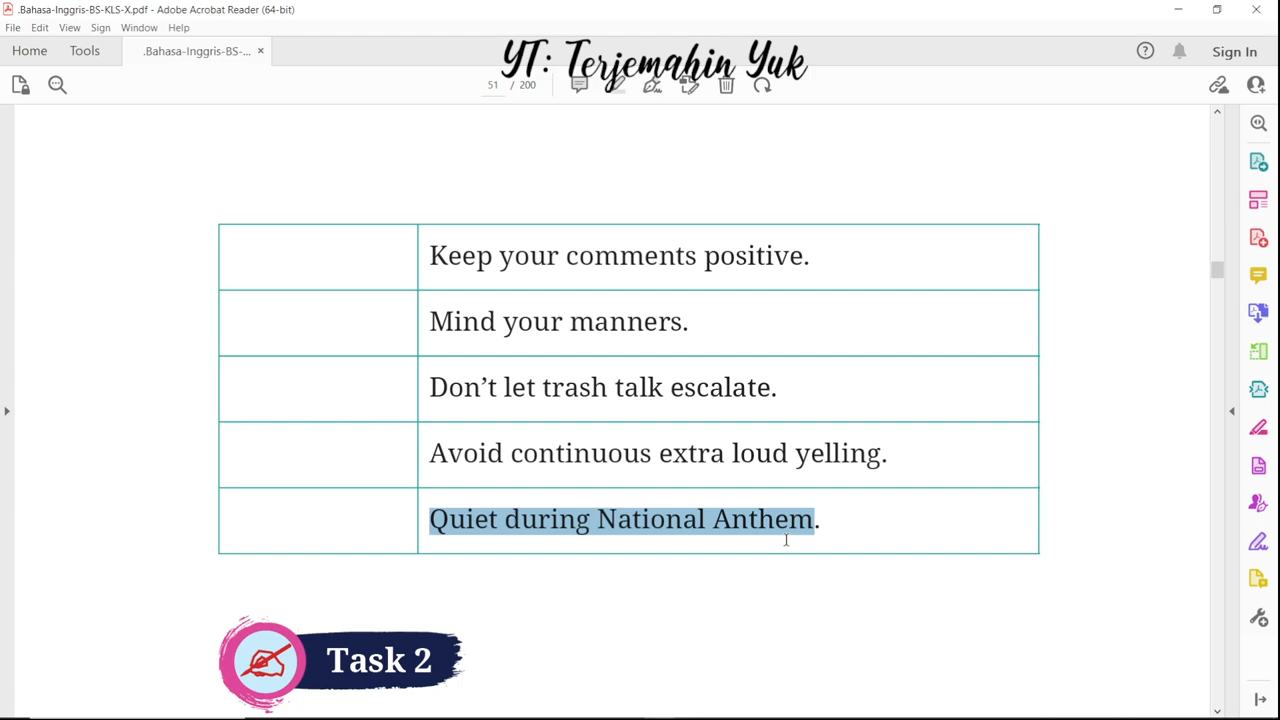 .Bahasa-Inggris-BS-KLS-X.pdf - Adobe Acrobat Reader (64-bit)
File Edit View Sign Window Help
Home Tools .Bahasa-Inggris-BS-... × Sign In
YT: Terjemahin Yuk
51 / 200
Keep your comments positive.
Mind your manners.
Don’t let trash talk escalate.
Avoid continuous extra loud yelling.
Quiet during National Anthem.
Task 2